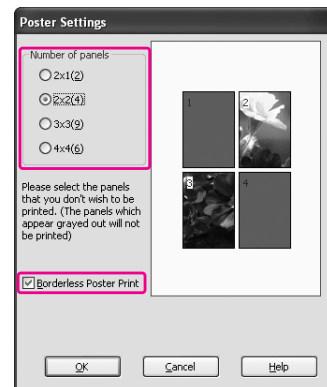 Poster Settings
Number of panels
2x1(2)
2x2(4)
3x3(9)
4x4(6)
1
2
3
4
Please select the panels
that you don't wish to be
printed. (The panels which
appear grayed out will not
be printed)
Borderless Poster Print
OK
Cancel
Help